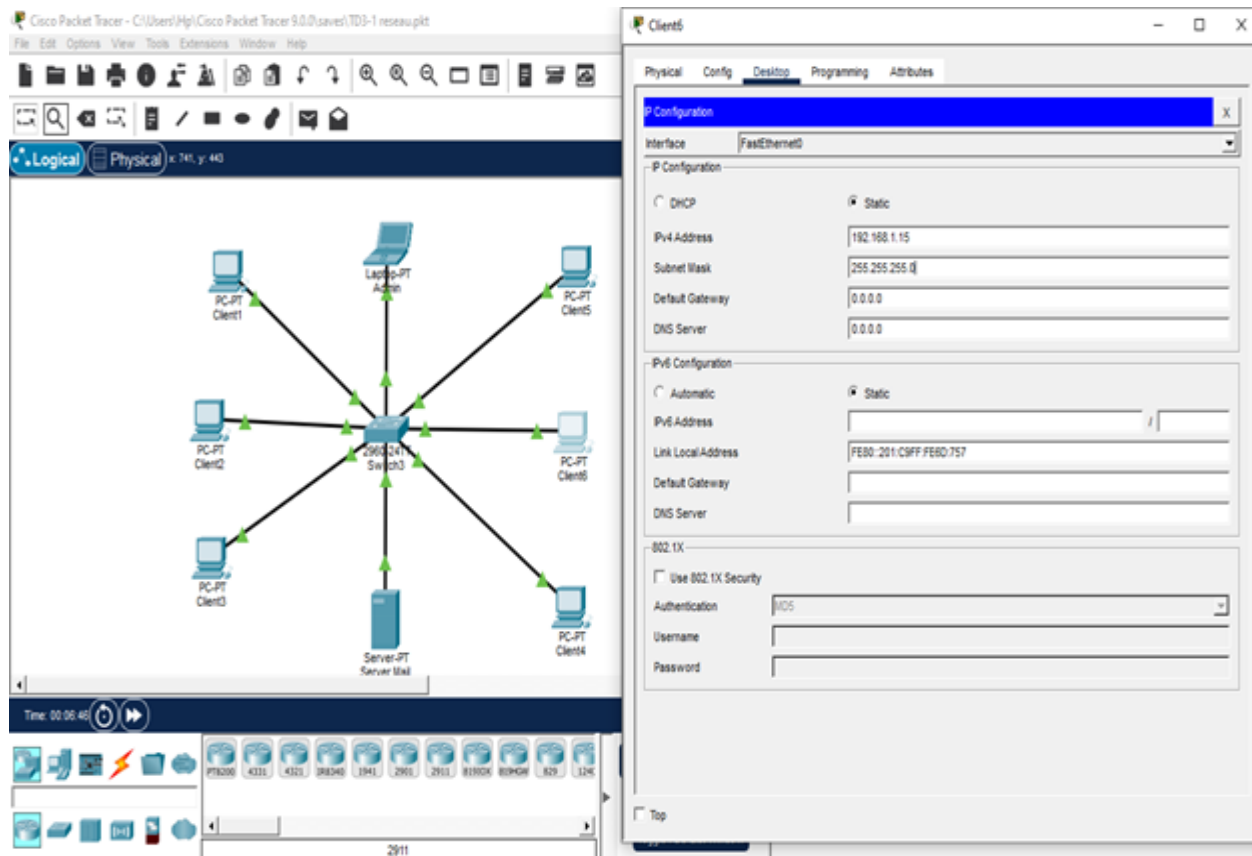 Cisco Packet Tracer - C:\Users\Hp\Cisco Packet Tracer 9.0.0\saves\TD3-1 reseau.pkt
File Edit Options View Tools Extensions Window Help
Logical
Physical
x: 741, y: 443
Laptop-PT
Admin
PC-PT
Client1
PC-PT
Client5
PC-PT
Client2
2960-24TT
Switch3
PC-PT
Client6
PC-PT
Client3
Server-PT
Server Mail
PC-PT
Client4
Time: 00:06:46
PT8200 4331 4321 IR8340 1941 2901 2911 819IOX 819HGW 829 1240
2911
Client6
Physical Config Desktop Programming Attributes
IP Configuration
X
Interface FastEthernet0
IP Configuration
DHCP Static
IPv4 Address 192.168.1.15
Subnet Mask 255.255.255.0
Default Gateway 0.0.0.0
DNS Server 0.0.0.0
IPv6 Configuration
Automatic Static
IPv6 Address /
Link Local Address FE80::201:C9FF:FE6D:757
Default Gateway
DNS Server
802.1X
Use 802.1X Security
Authentication MD5
Username
Password
Top